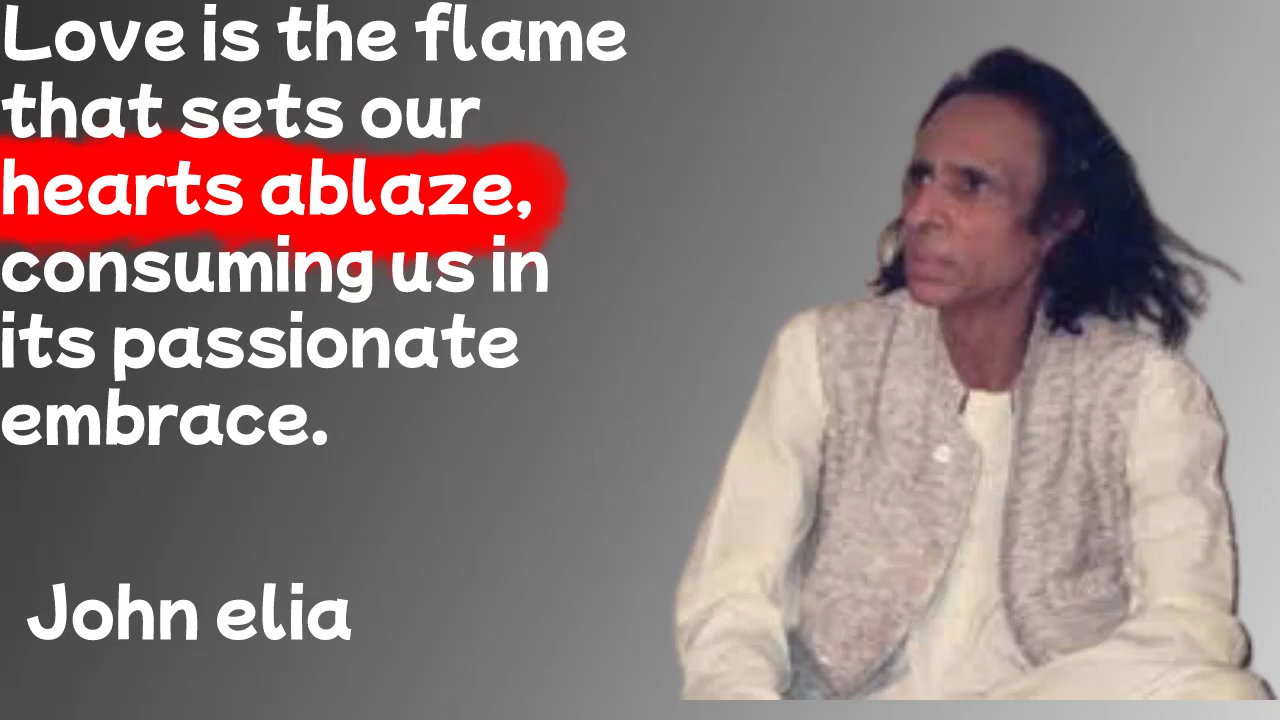 Love is the flame
that sets our
hearts ablaze,
consuming us in
its passionate
embrace.
John elia